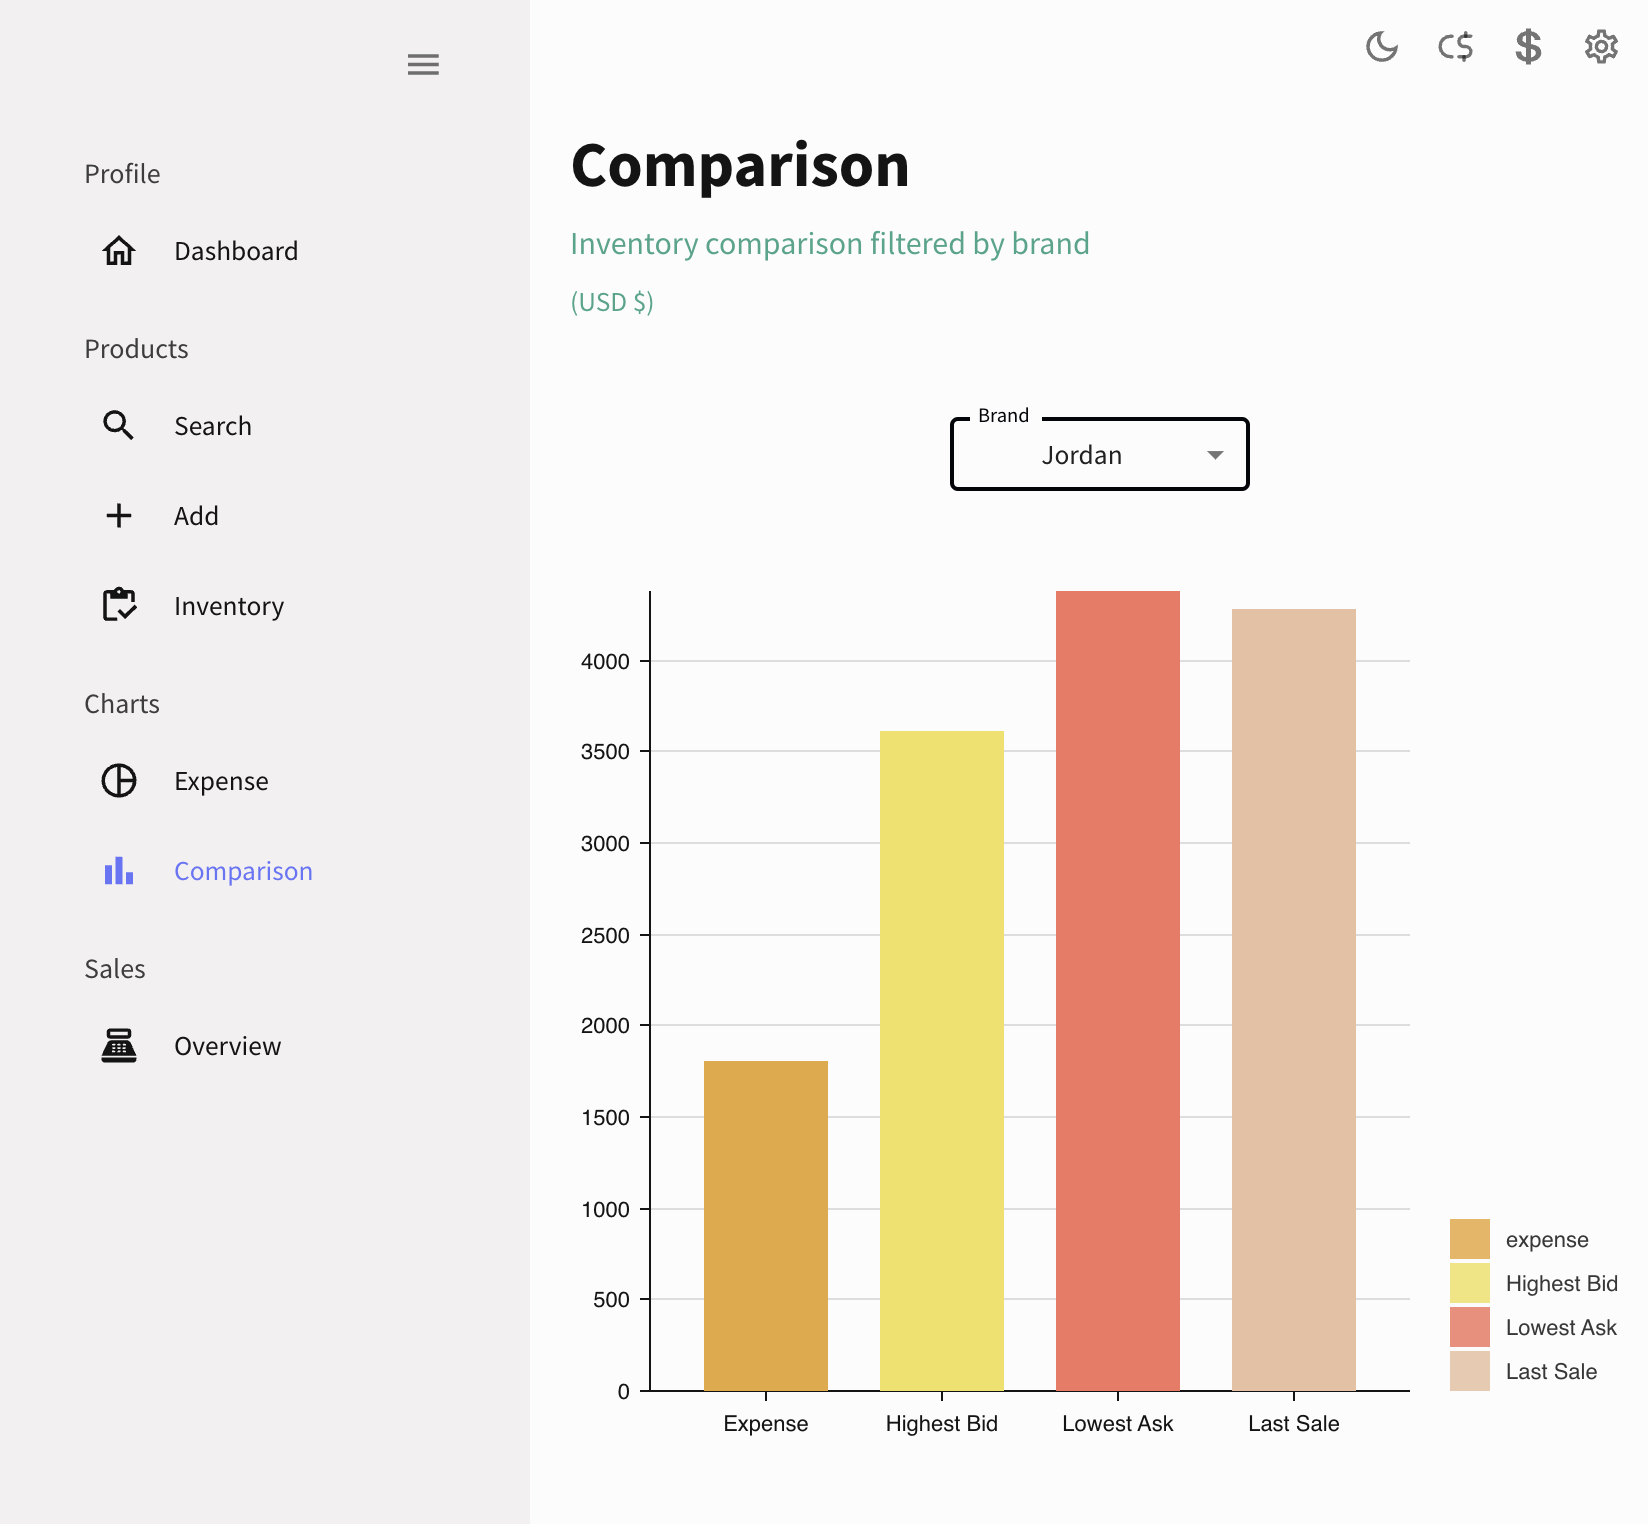 Profile
Dashboard
Products
Search
Add
Inventory
Charts
Expense
Comparison
Sales
Overview
C$ $
Comparison
Inventory comparison filtered by brand
(USD $)
Brand
Jordan
4000
3500
3000
2500
2000
1500
1000
500
0
Expense Highest Bid Lowest Ask Last Sale
expense
Highest Bid
Lowest Ask
Last Sale